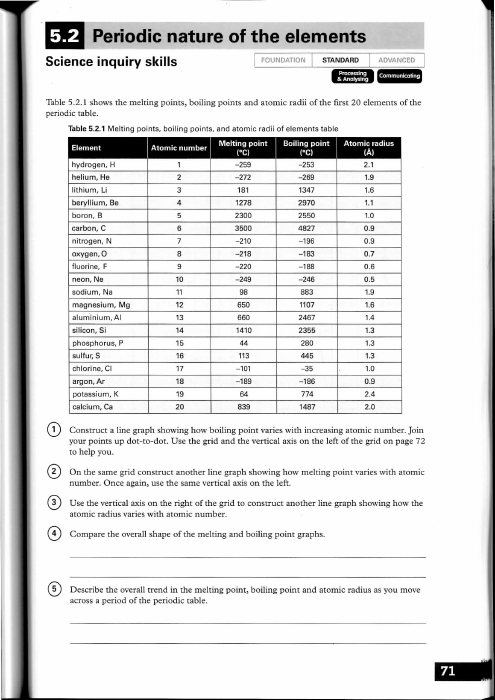 5.2 Periodic nature of the elements
Science inquiry skills
FOUNDATION STANDARD ADVANCED
Processing & Analysing Communicating
Table 5.2.1 shows the melting points, boiling points and atomic radii of the first 20 elements of the
periodic table.
Table 5.2.1 Melting points, boiling points, and atomic radii of elements table
Element Atomic number Melting point (°C) Boiling point (°C) Atomic radius (Å)
hydrogen, H 1 –259 –253 2.1
helium, He 2 –272 –269 1.9
lithium, Li 3 181 1347 1.6
beryllium, Be 4 1278 2970 1.1
boron, B 5 2300 2550 1.0
carbon, C 6 3500 4827 0.9
nitrogen, N 7 –210 –196 0.9
oxygen, O 8 –218 –183 0.7
fluorine, F 9 –220 –188 0.6
neon, Ne 10 –249 –246 0.5
sodium, Na 11 98 883 1.9
magnesium, Mg 12 650 1107 1.6
aluminium, Al 13 660 2467 1.4
silicon, Si 14 1410 2355 1.3
phosphorus, P 15 44 280 1.3
sulfur, S 16 113 445 1.3
chlorine, Cl 17 –101 –35 1.0
argon, Ar 18 –189 –186 0.9
potassium, K 19 64 774 2.4
calcium, Ca 20 839 1487 2.0
1 Construct a line graph showing how boiling point varies with increasing atomic number. Join
your points up dot-to-dot. Use the grid and the vertical axis on the left of the grid on page 72
to help you.
2 On the same grid construct another line graph showing how melting point varies with atomic
number. Once again, use the same vertical axis on the left.
3 Use the vertical axis on the right of the grid to construct another line graph showing how the
atomic radius varies with atomic number.
4 Compare the overall shape of the melting and boiling point graphs.
5 Describe the overall trend in the melting point, boiling point and atomic radius as you move
across a period of the periodic table.
71